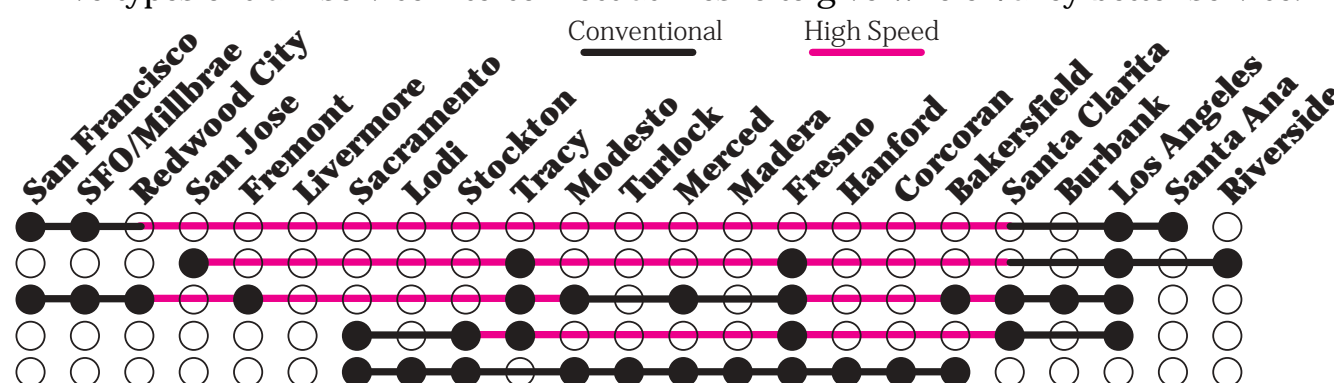 Conventional
High Speed
San Francisco
SFO/Millbrae
Redwood City
San Jose
Fremont
Livermore
Sacramento
Lodi
Stockton
Tracy
Modesto
Turlock
Merced
Madera
Fresno
Hanford
Corcoran
Bakersfield
Santa Clarita
Burbank
Los Angeles
Santa Ana
Riverside